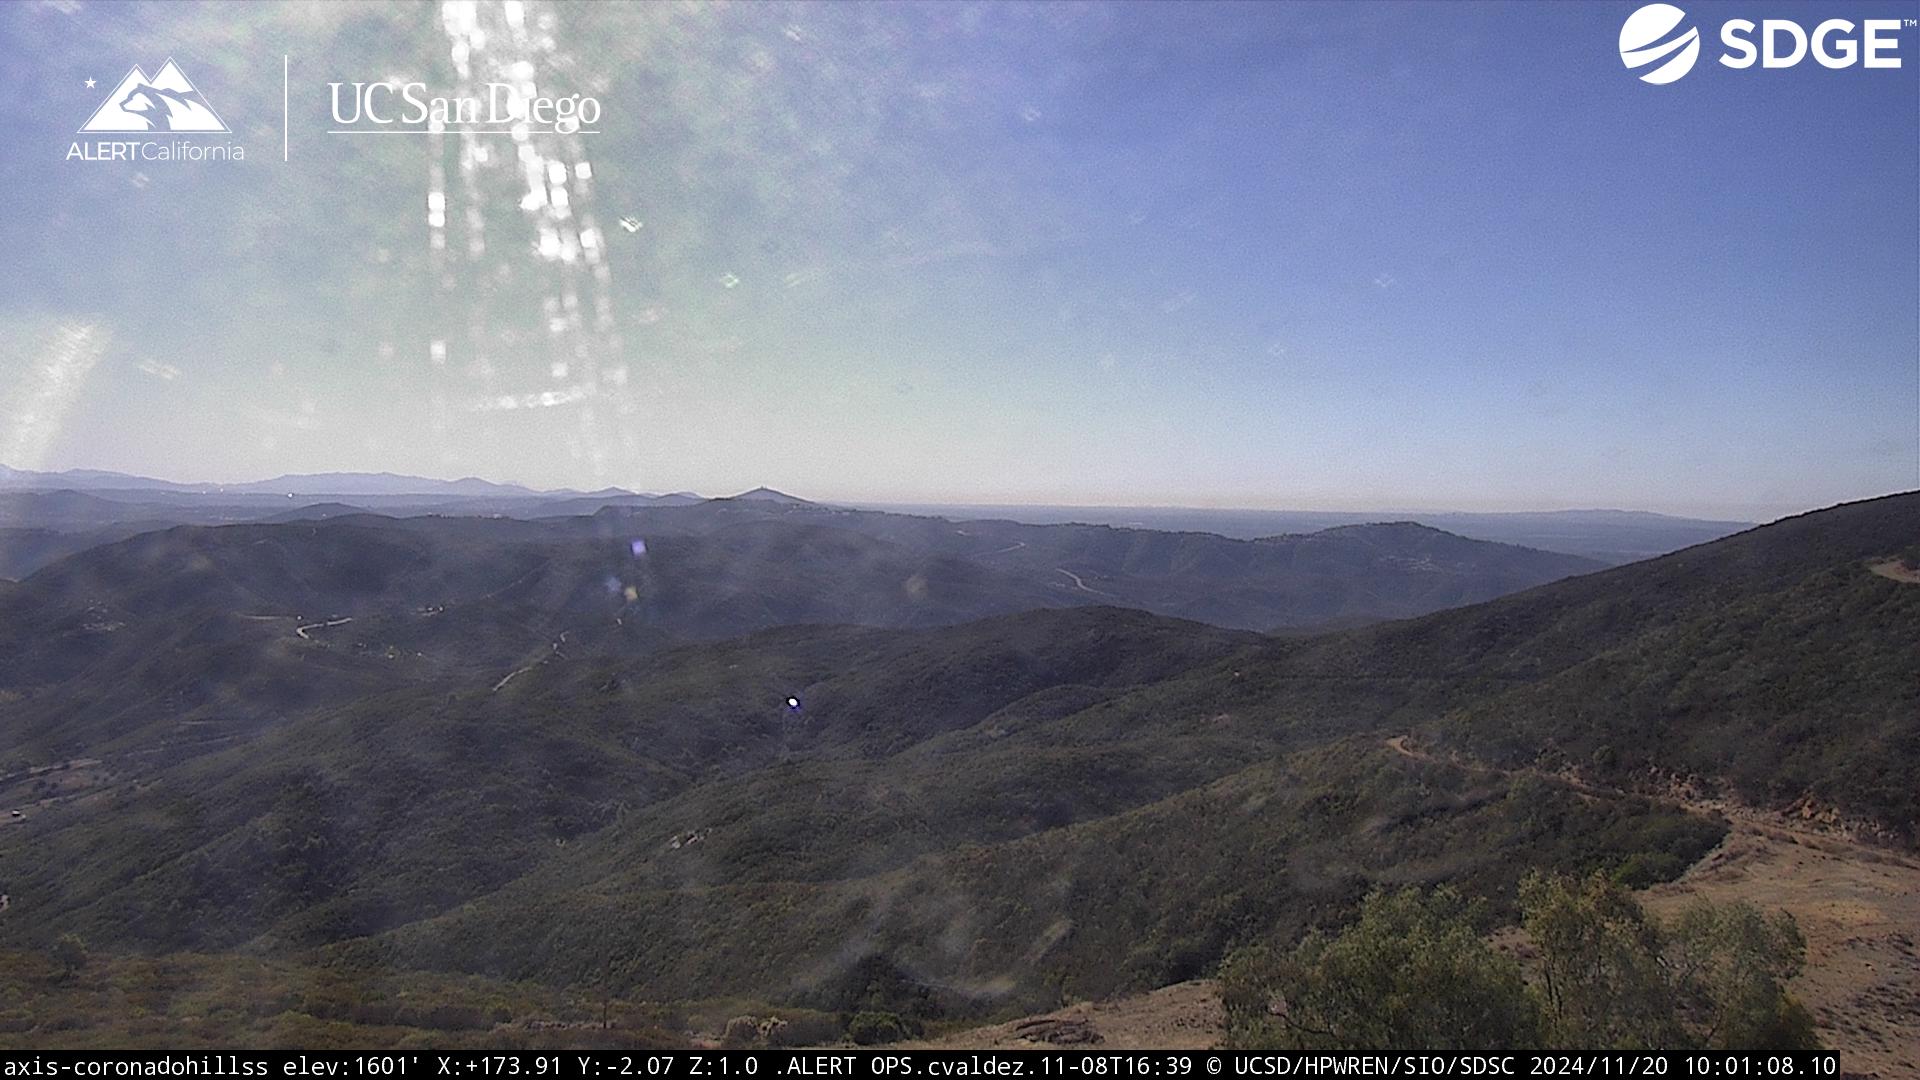 ALERTCalifornia
UC San Diego
SDGE™
axis-coronadohillss elev:1601' X:+173.91 Y:-2.07 Z:1.0 .ALERT OPS.cvaldez.11-08T16:39 © UCSD/HPWREN/SIO/SDSC 2024/11/20 10:01:08.10